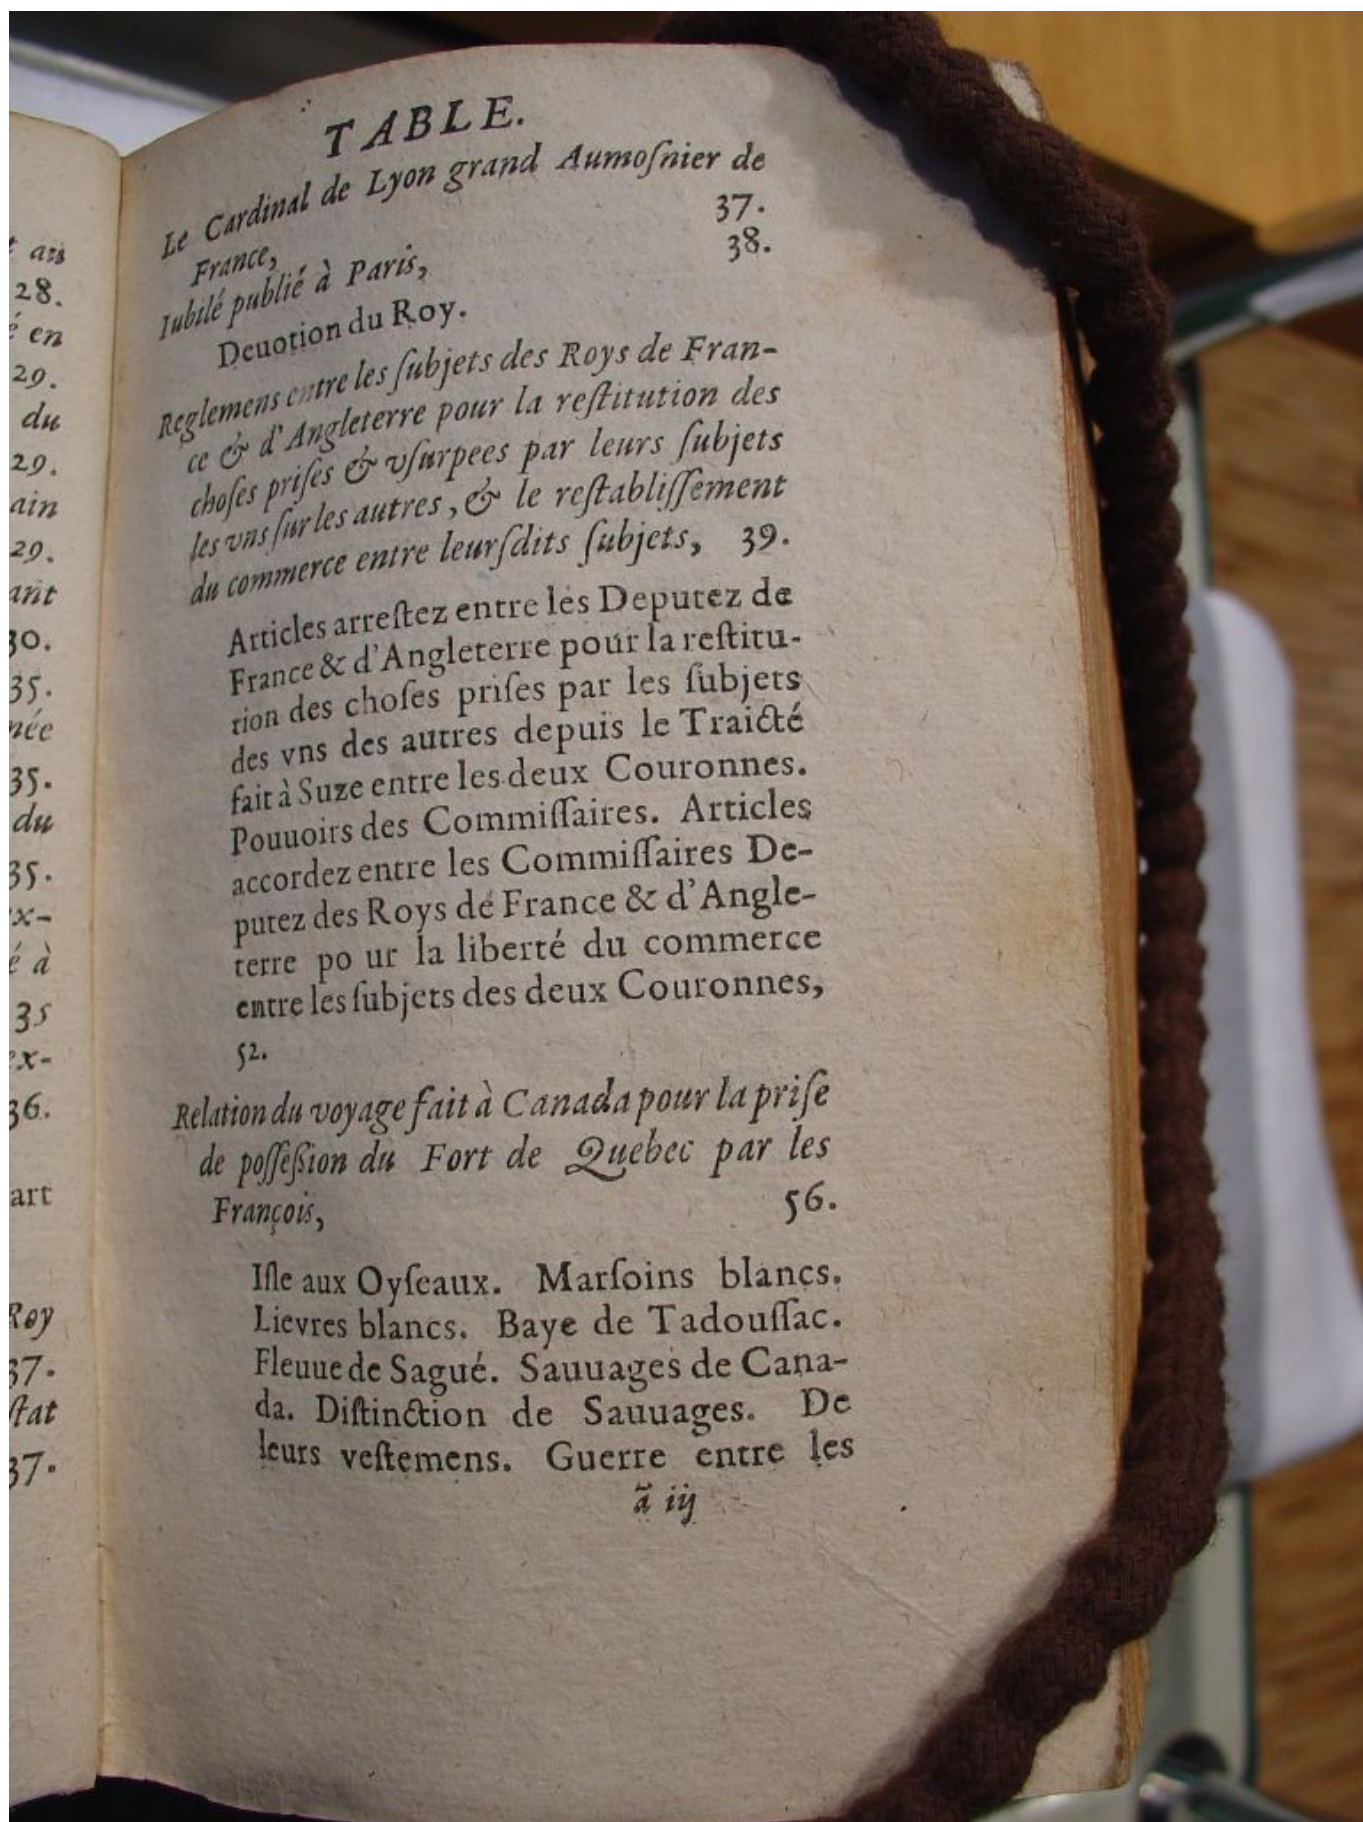 t ats
28.
é en
29.
du
29.
ain
29.
ant
30.
35.
née
35.
du
35.
x-
é à
35
ex-
36.
art
Roy
37.
ſtat
37.
TABLE.
Le Cardinal de Lyon grand Aumoſnier de
France, 37.
Iubilé publié à Paris, 38.
Deuotion du Roy.
Reglemens entre les ſubjets des Roys de Fran-
ce & d'Angleterre pour la reſtitution des
choſes priſes & vſurpees par leurs ſubjets
les vns ſur les autres, & le reſtabliſſement
du commerce entre leurſdits ſubjets, 39.
Articles arreſtez entre les Deputez de
France & d'Angleterre pour la reſtitu-
tion des choſes priſes par les ſubjets
des vns des autres depuis le Traicté
fait à Suze entre les deux Couronnes.
Pouuoirs des Commiſſaires. Articles
accordez entre les Commiſſaires De-
putez des Roys de France & d'Angle-
terre po ur la liberté du commerce
entre les ſubjets des deux Couronnes,
52.
Relation du voyage fait à Canada pour la priſe
de poſſeſsion du Fort de Quebec par les
François, 56.
Iſle aux Oyſeaux. Marſoins blancs.
Lievres blancs. Baye de Tadouſſac.
Fleuue de Sagué. Sauuages de Cana-
da. Diſtinction de Sauuages. De
leurs veſtemens. Guerre entre les
ã iij